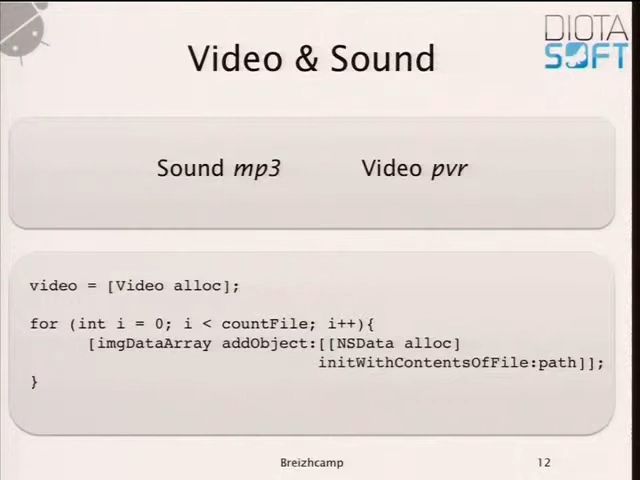 DIOTA
SOFT
Video & Sound
Sound mp3
Video pvr
video = [Video alloc];
for (int i = 0; i < countFile; i++){
[imgDataArray addObject:[[NSData alloc]
initWithContentsOfFile:path]];
}
Breizhcamp
12